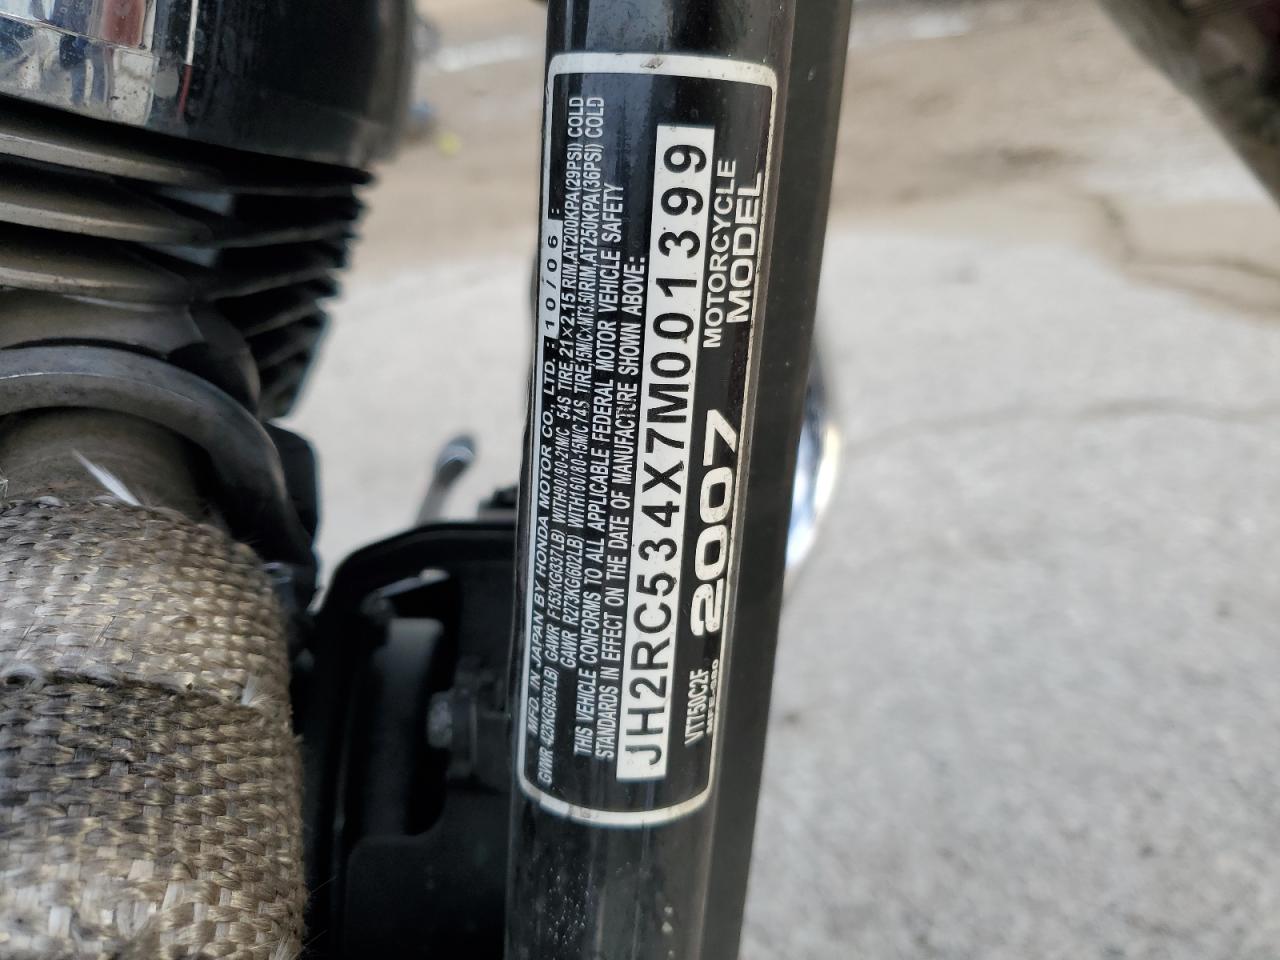 MFD. IN JAPAN BY HONDA MOTOR CO., LTD. : 10/06 :
GVWR 423KG(933LB) GAWR F153KG(337LB) WITH90/90-21M/C 54S TIRE,21×2.15 RIM,AT200KPA(29PSI) COLD
GAWR R273KG(602LB) WITH160/80-15M/C74S TIRE,15M/C×MT3.50RIM,AT250KPA(36PSI) COLD
THIS VEHICLE CONFORMS TO ALL APPLICABLE FEDERAL MOTOR VEHICLE SAFETY
STANDARDS IN EFFECT ON THE DATE OF MANUFACTURE SHOWN ABOVE:
JH2RC534X7M001399
VT750C2F 2007 MOTORCYCLE
MODEL